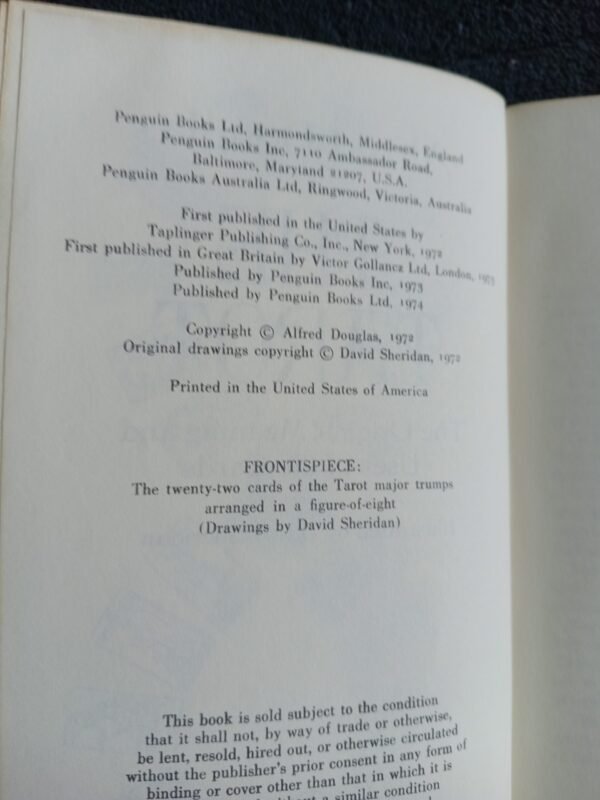 Penguin Books Ltd, Harmondsworth, Middlesex, England
Penguin Books Inc, 7110 Ambassador Road,
Baltimore, Maryland 21207, U.S.A.
Penguin Books Australia Ltd, Ringwood, Victoria, Australia
First published in the United States by
Taplinger Publishing Co., Inc., New York, 1972
First published in Great Britain by Victor Gollancz Ltd, London, 1973
Published by Penguin Books Inc, 1973
Published by Penguin Books Ltd, 1974
Copyright © Alfred Douglas, 1972
Original drawings copyright © David Sheridan, 1972
Printed in the United States of America
FRONTISPIECE:
The twenty-two cards of the Tarot major trumps
arranged in a figure-of-eight
(Drawings by David Sheridan)
This book is sold subject to the condition
that it shall not, by way of trade or otherwise,
be lent, resold, hired out, or otherwise circulated
without the publisher's prior consent in any form of
binding or cover other than that in which it is
without a similar condition